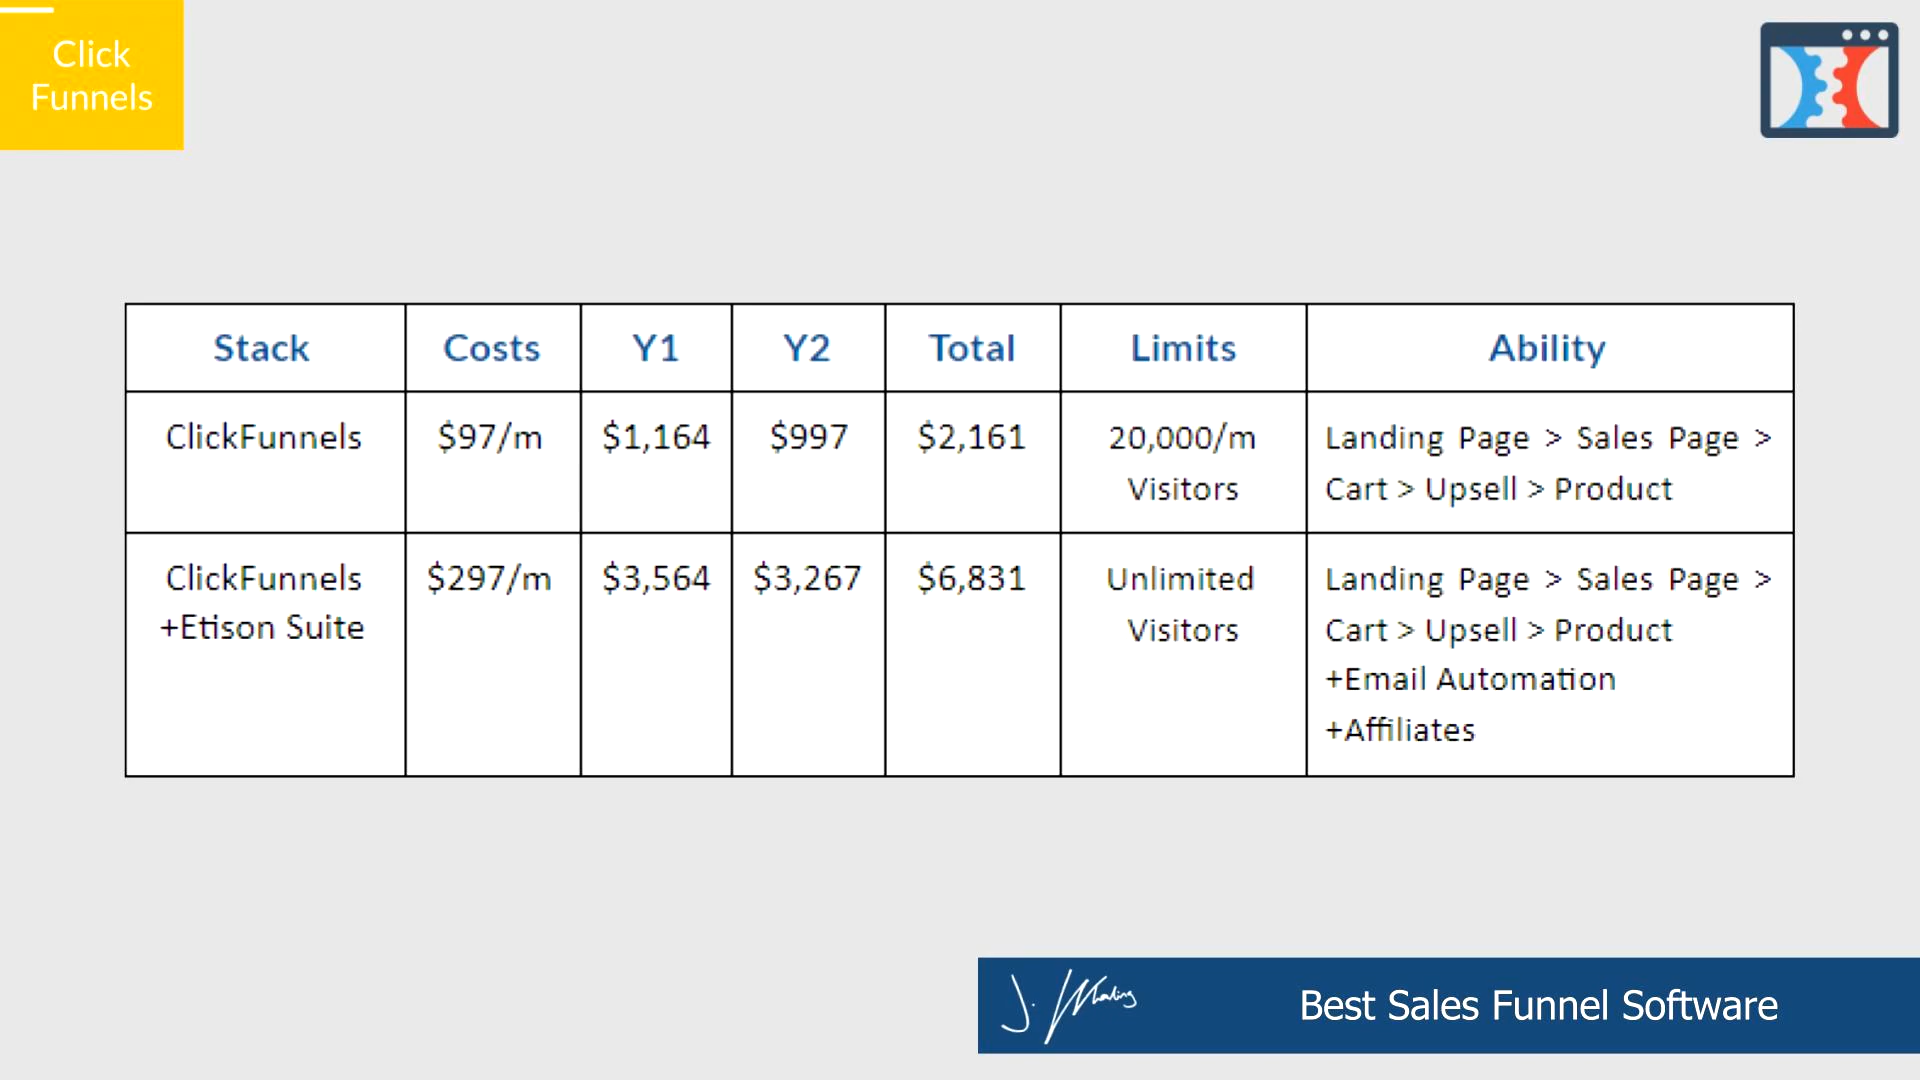 Click
Funnels
Stack Costs Y1 Y2 Total Limits Ability
ClickFunnels $97/m $1,164 $997 $2,161 20,000/m Landing Page > Sales Page >
Visitors Cart > Upsell > Product
ClickFunnels $297/m $3,564 $3,267 $6,831 Unlimited Landing Page > Sales Page >
+Etison Suite Visitors Cart > Upsell > Product
+Email Automation
+Affiliates
Best Sales Funnel Software